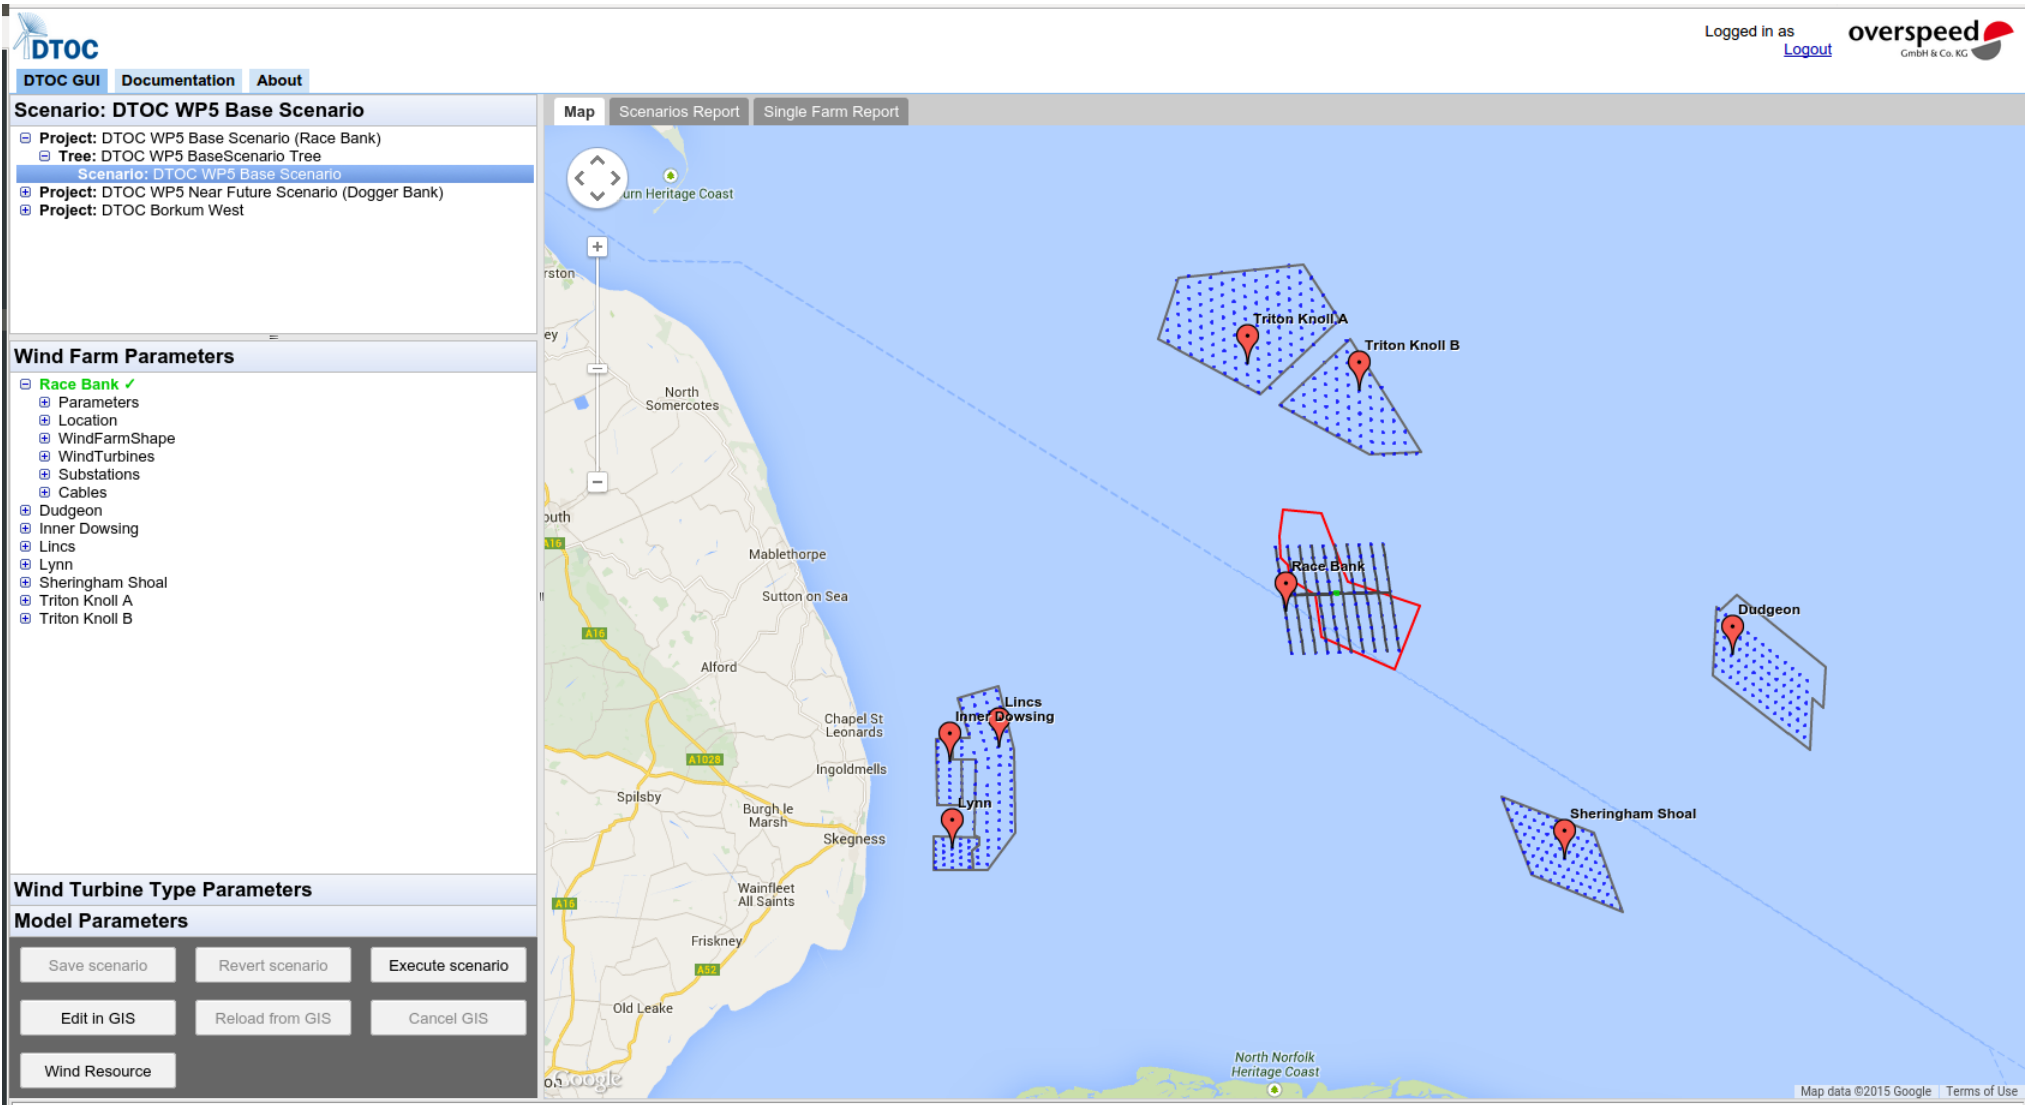 DTOC
Logged in as
Logout
overspeed
GmbH & Co. KG
DTOC GUI
Documentation
About
Scenario: DTOC WP5 Base Scenario
Project: DTOC WP5 Base Scenario (Race Bank)
Tree: DTOC WP5 BaseScenario Tree
Scenario: DTOC WP5 Base Scenario
Project: DTOC WP5 Near Future Scenario (Dogger Bank)
Project: DTOC Borkum West
Wind Farm Parameters
Race Bank ✓
Parameters
Location
WindFarmShape
WindTurbines
Substations
Cables
Dudgeon
Inner Dowsing
Lincs
Lynn
Sheringham Shoal
Triton Knoll A
Triton Knoll B
Wind Turbine Type Parameters
Model Parameters
Save scenario
Revert scenario
Execute scenario
Edit in GIS
Reload from GIS
Cancel GIS
Wind Resource
Map
Scenarios Report
Single Farm Report
urn Heritage Coast
rston
ey
Triton Knoll A
Triton Knoll B
North
Somercotes
outh
A16
Mablethorpe
Race Bank
Sutton on Sea
Dudgeon
A16
Alford
Lincs
Inner Dowsing
Chapel St
Leonards
A1028
Ingoldmells
Spilsby
Burgh le
Marsh
Lynn
Sheringham Shoal
Skegness
Wainfleet
All Saints
A16
Friskney
A52
Old Leake
North Norfolk
Heritage Coast
on
Google
Map data ©2015 Google
Terms of Use